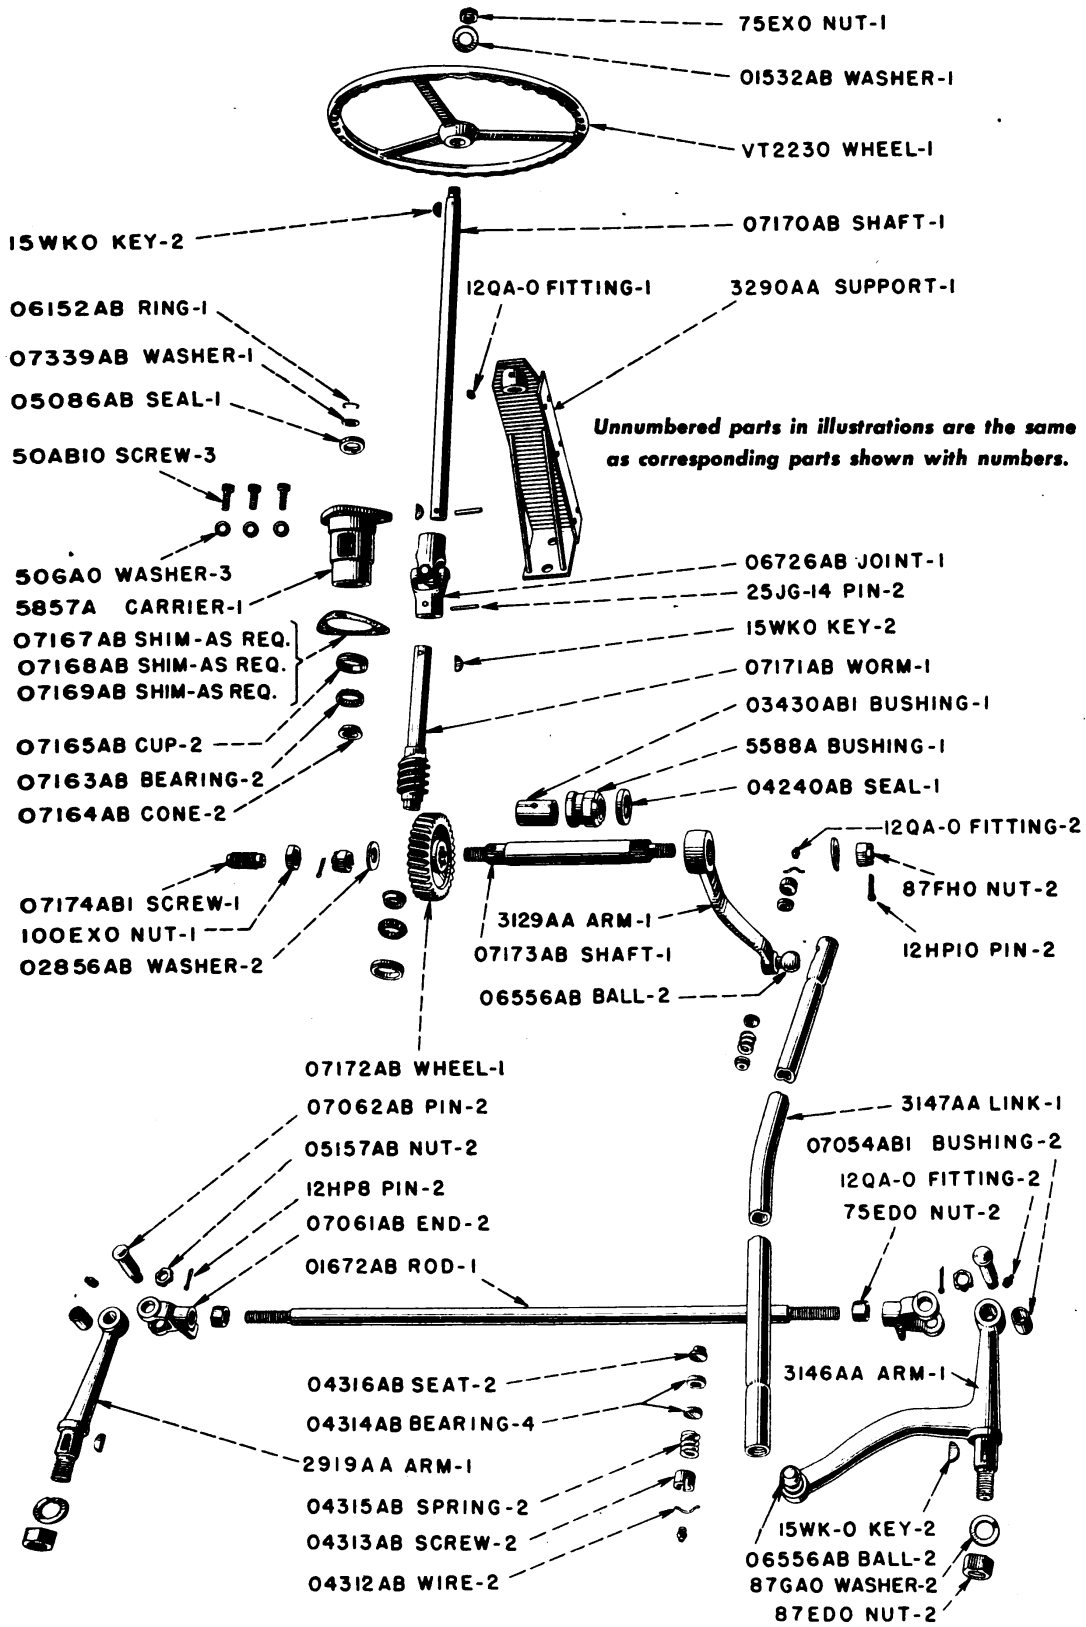 75EXO NUT-1
01532AB WASHER-1
VT2230 WHEEL-1
07170AB SHAFT-1
15WKO KEY-2
12QA-O FITTING-1
3290AA SUPPORT-1
06152AB RING-1
07339AB WASHER-1
05086AB SEAL-1
50AB10 SCREW-3
Unnumbered parts in illustrations are the same
as corresponding parts shown with numbers.
506AO WASHER-3
5857A CARRIER-1
07167AB SHIM-AS REQ.
07168AB SHIM-AS REQ.
07169AB SHIM-AS REQ.
07165AB CUP-2
07163AB BEARING-2
07164AB CONE-2
06726AB JOINT-1
25JG-14 PIN-2
15WKO KEY-2
07171AB WORM-1
03430AB1 BUSHING-1
5588A BUSHING-1
04240AB SEAL-1
12QA-O FITTING-2
87FHO NUT-2
12HP10 PIN-2
07174AB1 SCREW-1
100EXO NUT-1
02856AB WASHER-2
3129AA ARM-1
07173AB SHAFT-1
06556AB BALL-2
07172AB WHEEL-1
07062AB PIN-2
05157AB NUT-2
12HP8 PIN-2
07061AB END-2
01672AB ROD-1
3147AA LINK-1
07054AB1 BUSHING-2
12QA-O FITTING-2
75EDO NUT-2
04316AB SEAT-2
04314AB BEARING-4
2919AA ARM-1
04315AB SPRING-2
04313AB SCREW-2
04312AB WIRE-2
3146AA ARM-1
15WK-O KEY-2
06556AB BALL-2
87GAO WASHER-2
87EDO NUT-2